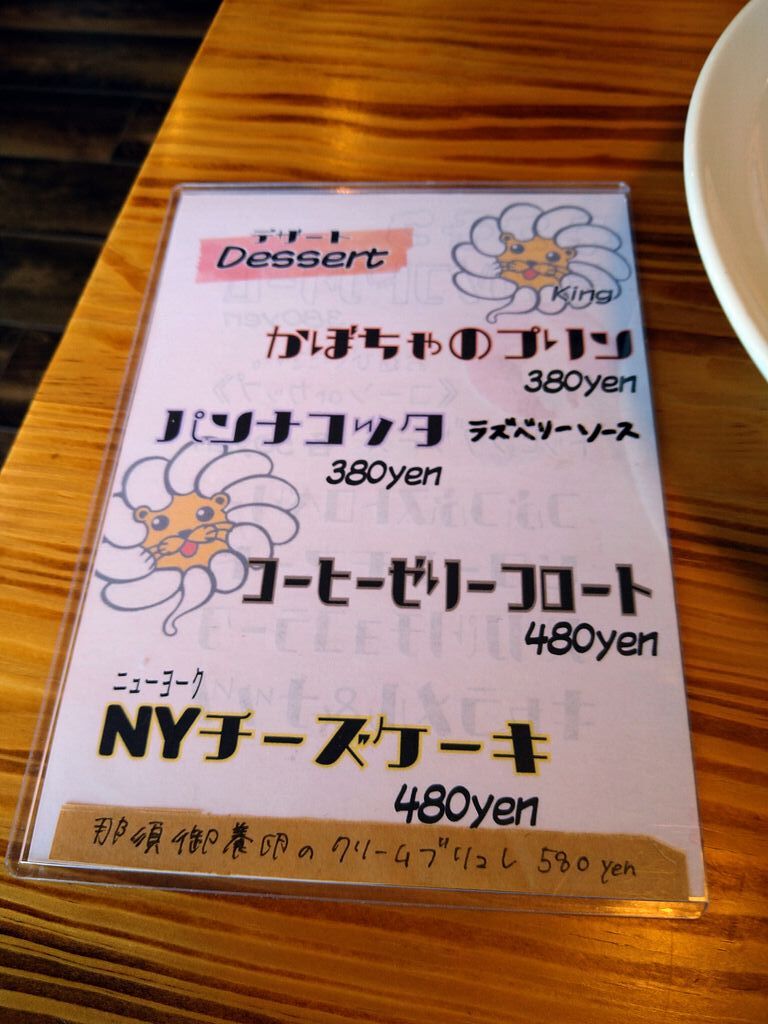 デザート
Dessert
King
かぼちゃのプリン
380yen
パンナコッタ ラズベリーソース
380yen
コーヒーゼリーフロート
480yen
ニューヨーク
NYチーズケーキ
480yen
那須御養卵のクリームブリュレ 580yen